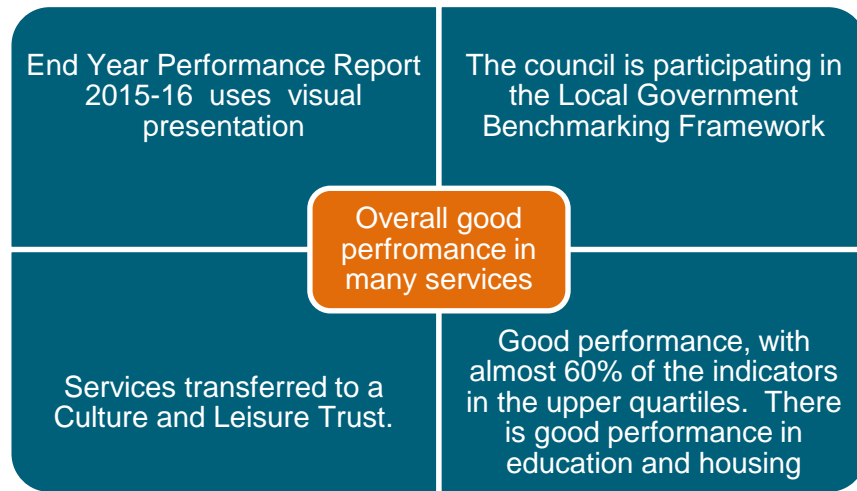 End Year Performance Report
2015-16 uses visual
presentation
The council is participating in
the Local Government
Benchmarking Framework
Overall good
perfromance in
many services
Services transferred to a
Culture and Leisure Trust.
Good performance, with
almost 60% of the indicators
in the upper quartiles. There
is good performance in
education and housing